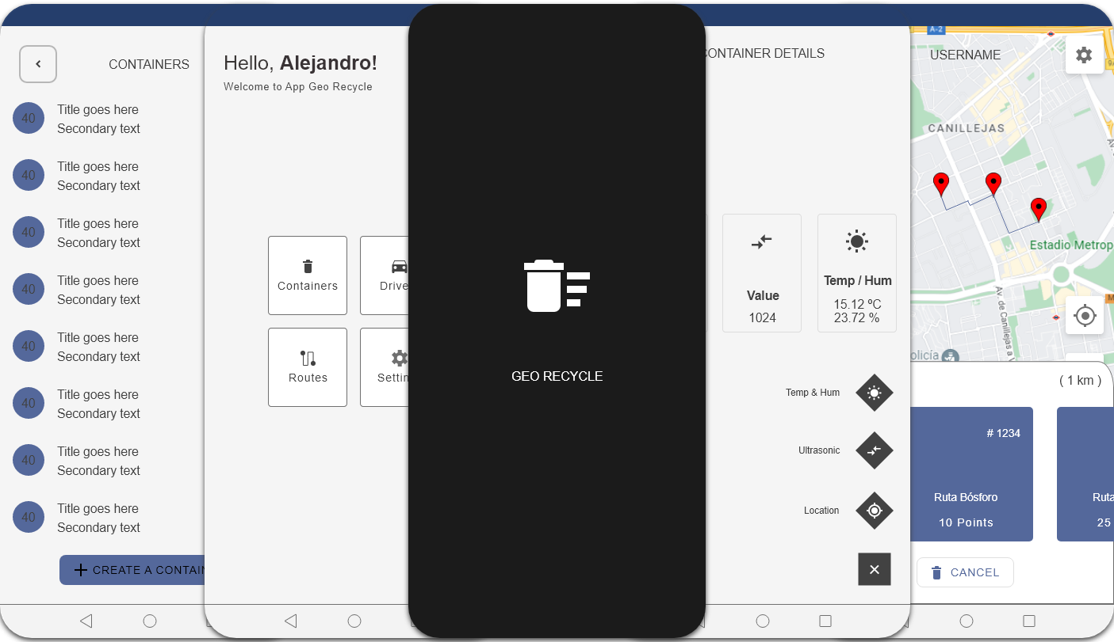 CONTAINERS
40
Title goes here
Secondary text
40
Title goes here
Secondary text
40
Title goes here
Secondary text
40
Title goes here
Secondary text
40
Title goes here
Secondary text
40
Title goes here
Secondary text
40
Title goes here
Secondary text
40
Title goes here
Secondary text
CREATE A CONTAIN
Hello, Alejandro!
Welcome to App Geo Recycle
Containers
Drive
Routes
Settin
GEO RECYCLE
CONTAINER DETAILS
Value
1024
Temp / Hum
15.12 ºC
23.72 %
Temp & Hum
Ultrasonic
Location
A-2
USERNAME
CANILLEJAS
Estadio Metrop
Av. de Canillejas a V
olicía
( 1 km )
# 1234
Ruta Bósforo
10 Points
Ruta
25
CANCEL